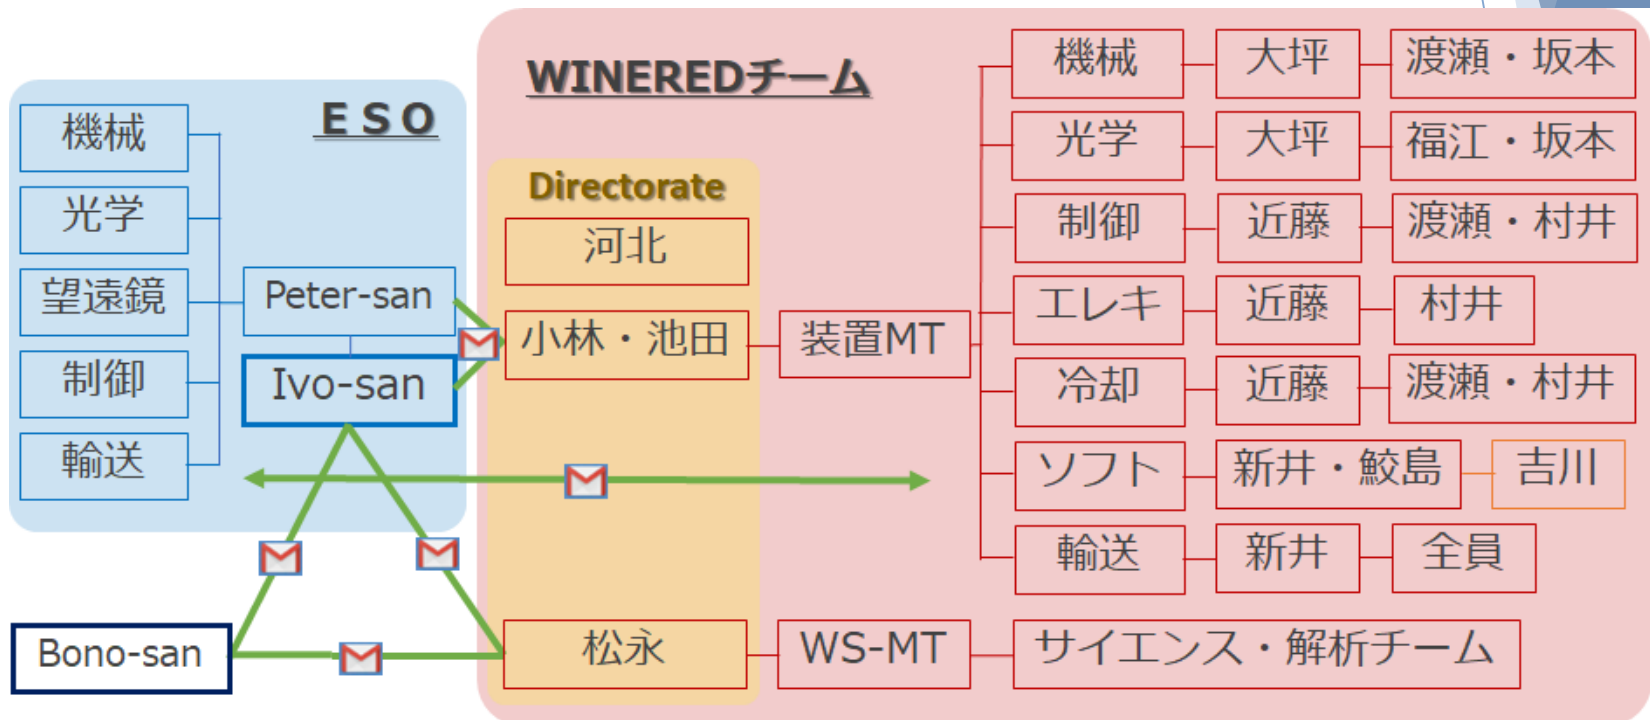 ESO
機械
光学
望遠鏡
制御
輸送
Peter-san
Ivo-san
Bono-san
WINEREDチーム
Directorate
河北
小林・池田
松永
装置MT
WS-MT
機械 大坪 渡瀬・坂本
光学 大坪 福江・坂本
制御 近藤 渡瀬・村井
エレキ 近藤 村井
冷却 近藤 渡瀬・村井
ソフト 新井・鮫島 吉川
輸送 新井 全員
サイエンス・解析チーム